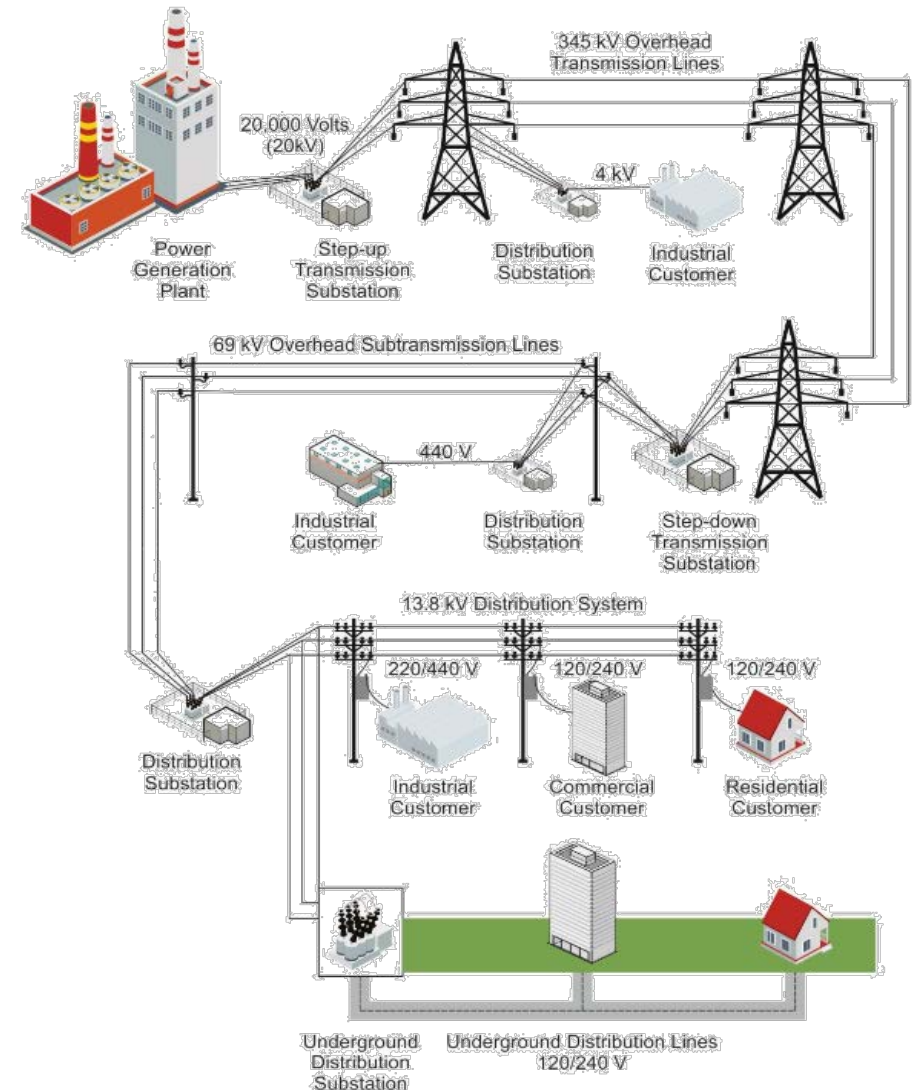 345 kV Overhead
Transmission Lines
20,000 Volts
(20kV)
4 kV
Power
Generation
Plant
Step-up
Transmission
Substation
Distribution
Substation
Industrial
Customer
69 kV Overhead Subtransmission Lines
440 V
Industrial
Customer
Distribution
Substation
Step-down
Transmission
Substation
13.8 kV Distribution System
220/440 V
120/240 V
120/240 V
Distribution
Substation
Industrial
Customer
Commercial
Customer
Residential
Customer
Underground
Distribution
Substation
Underground Distribution Lines
120/240 V